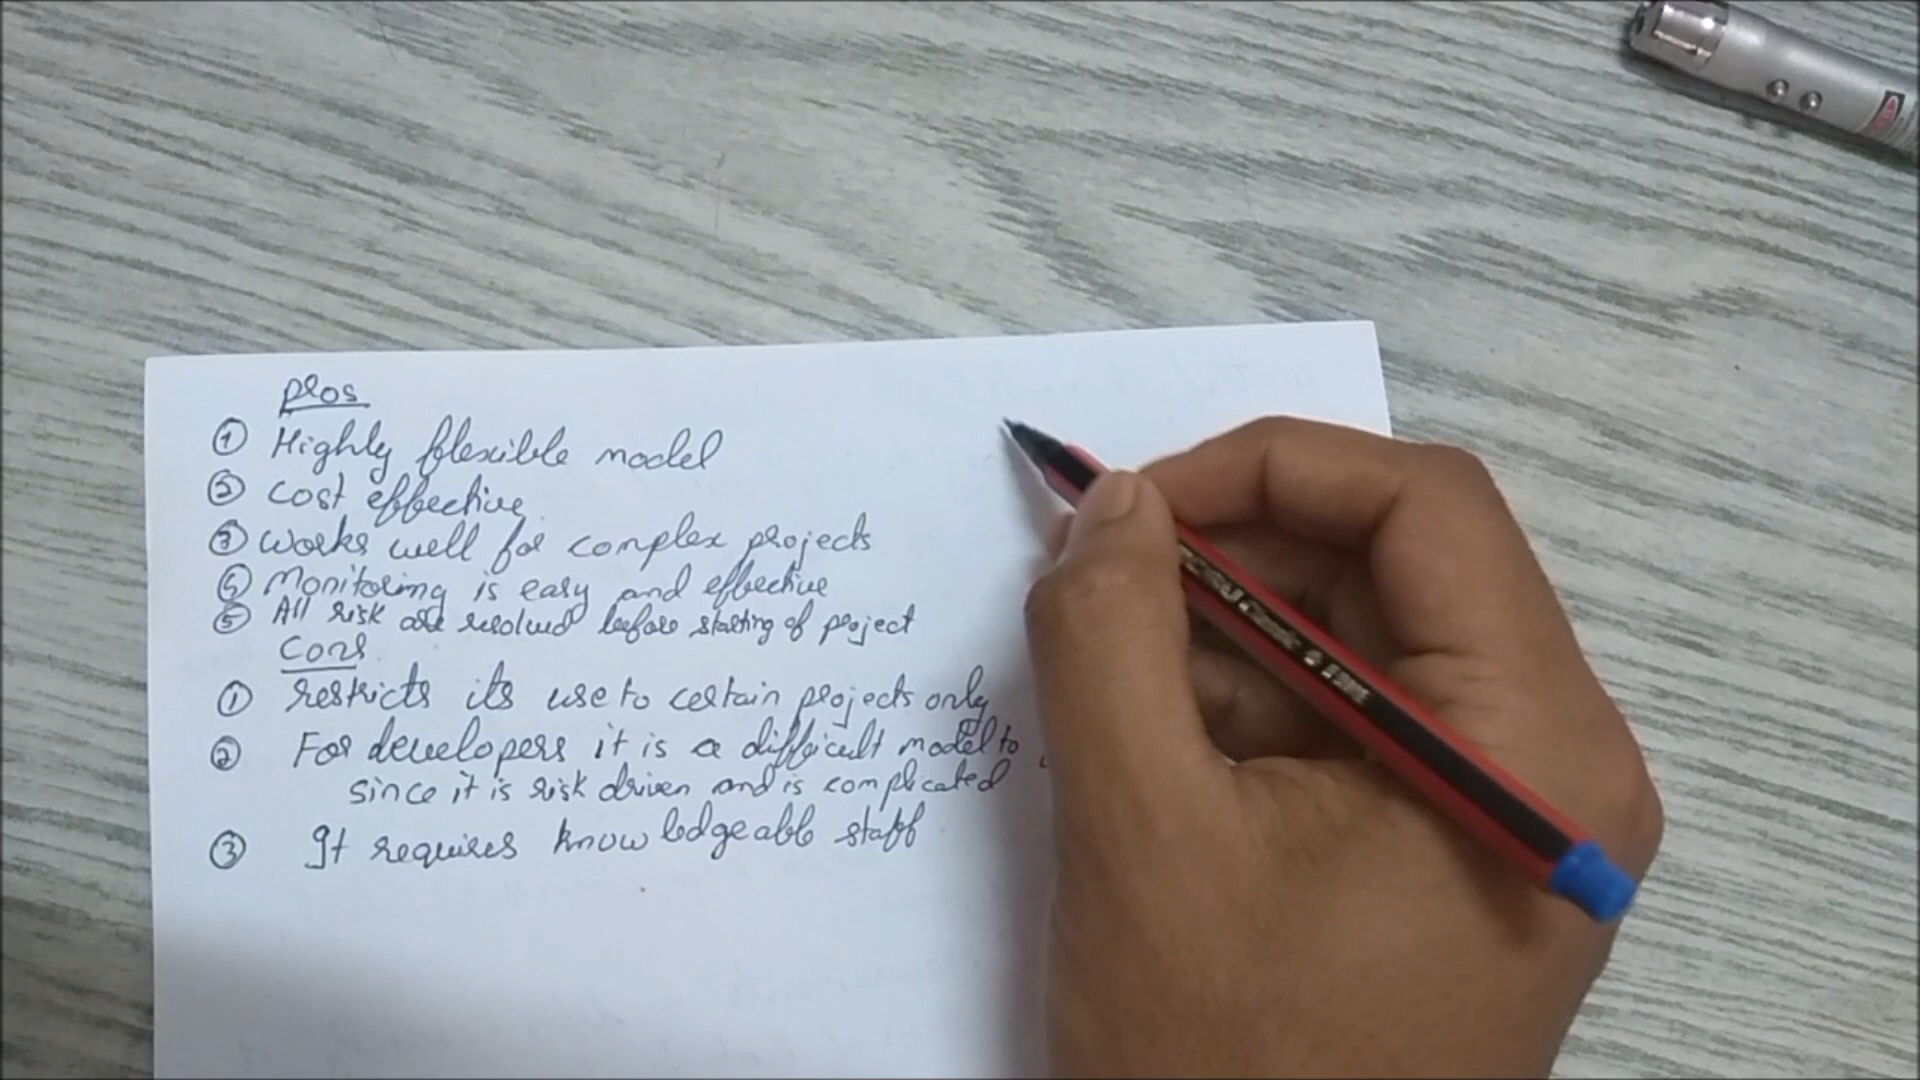 Pros
① Highly flexible model
② Cost effective
③ works well for complex projects
④ Monitoring is easy and effective
⑤ All risk are resolved before starting of project
Cons
① restricts its use to certain projects only
② For developers it is a difficult model to
since it is risk driven and is complicated
③ It requires knowledgeable staff